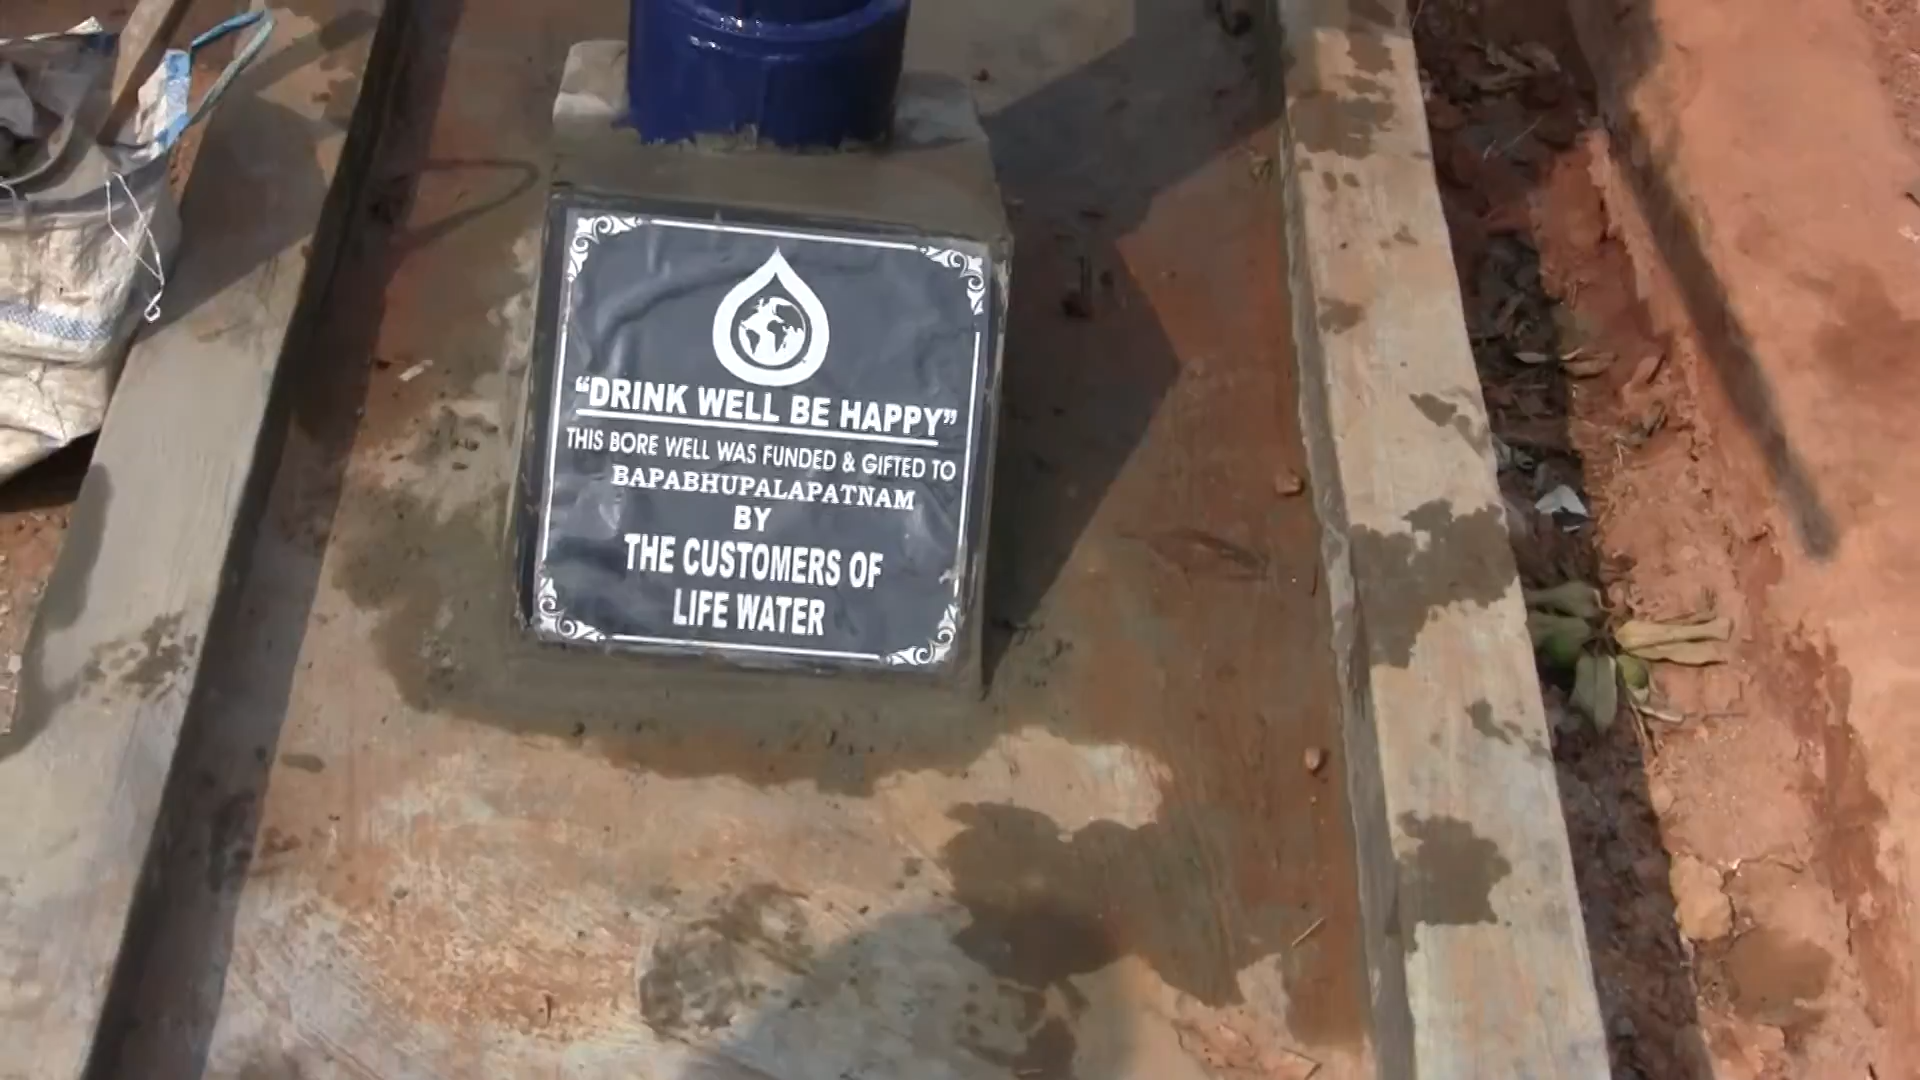 “DRINK WELL BE HAPPY”
THIS BORE WELL WAS FUNDED & GIFTED TO
BAPABHUPALAPATNAM
BY
THE CUSTOMERS OF
LIFE WATER